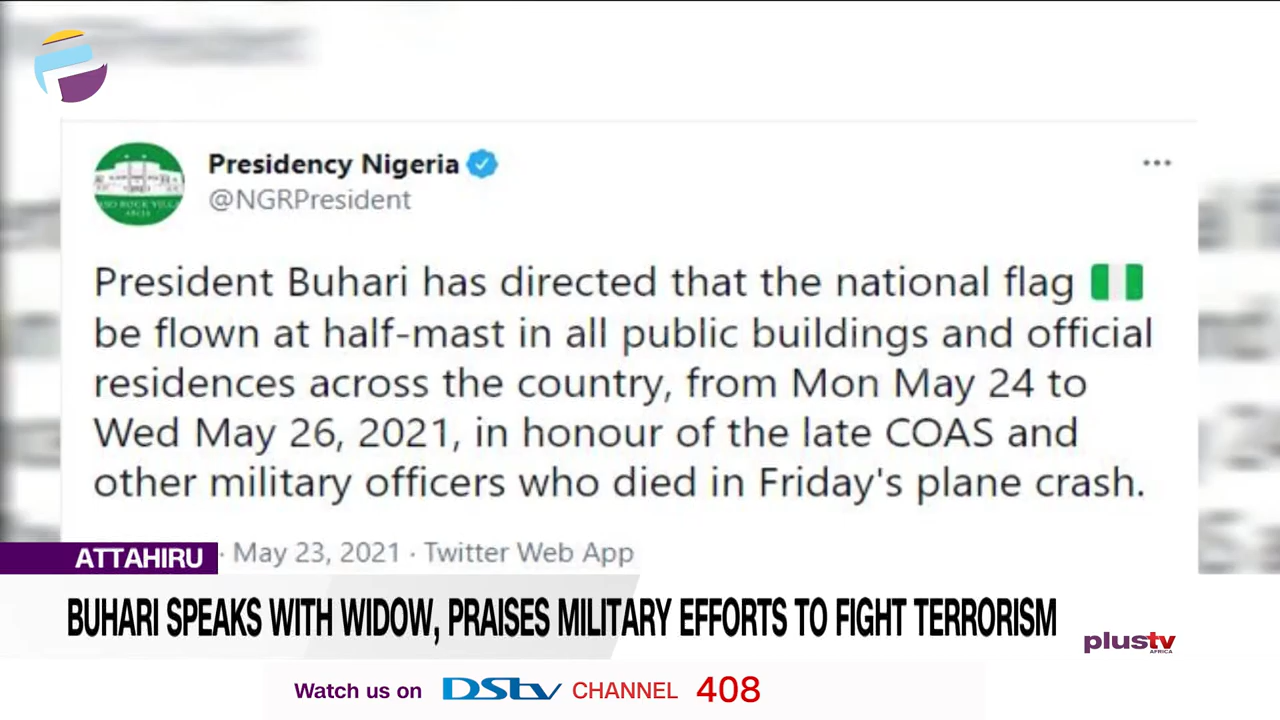 Presidency Nigeria
@NGRPresident
President Buhari has directed that the national flag 🇳🇬
be flown at half-mast in all public buildings and official
residences across the country, from Mon May 24 to
Wed May 26, 2021, in honour of the late COAS and
other military officers who died in Friday's plane crash.
ATTAHIRU
· May 23, 2021 · Twitter Web App
BUHARI SPEAKS WITH WIDOW, PRAISES MILITARY EFFORTS TO FIGHT TERRORISM
plustv
AFRICA
Watch us on DStv CHANNEL 408